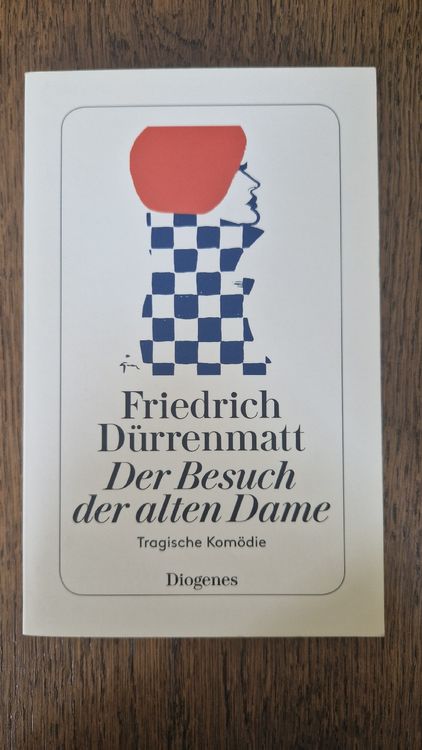 Friedrich
Dürrenmatt
Der Besuch
der alten Dame
Tragische Komödie
Diogenes